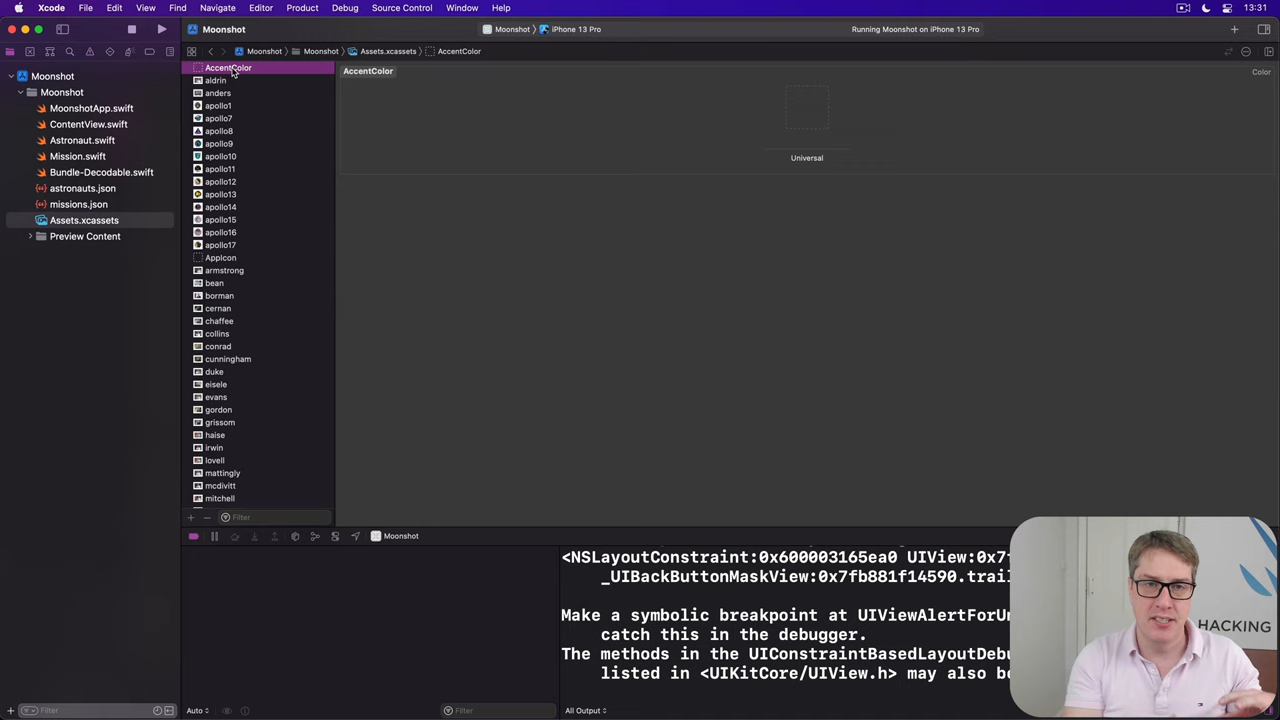 Xcode File Edit View Find Navigate Editor Product Debug Source Control Window Help 13:31
Moonshot
Moonshot iPhone 13 Pro
Running Moonshot on iPhone 13 Pro
Moonshot Moonshot Assets.xcassets AccentColor
Moonshot
Moonshot
MoonshotApp.swift
ContentView.swift
Astronaut.swift
Mission.swift
Bundle-Decodable.swift
astronauts.json
missions.json
Assets.xcassets
Preview Content
AccentColor
aldrin
anders
apollo1
apollo7
apollo8
apollo9
apollo10
apollo11
apollo12
apollo13
apollo14
apollo15
apollo16
apollo17
AppIcon
armstrong
bean
borman
cernan
chaffee
collins
conrad
cunningham
duke
eisele
evans
gordon
grissom
haise
irwin
lovell
mattingly
mcdivitt
mitchell
Filter
AccentColor
Color
Universal
Moonshot
<NSLayoutConstraint:0x600003165ea0 UIView:0x7f
_UIBackButtonMaskView:0x7fb881f14590.trai
Make a symbolic breakpoint at UIViewAlertForUn
catch this in the debugger.
The methods in the UIConstraintBasedLayoutDebu
listed in <UIKitCore/UIView.h> may also be
HACKING
Filter
Auto
Filter
All Output